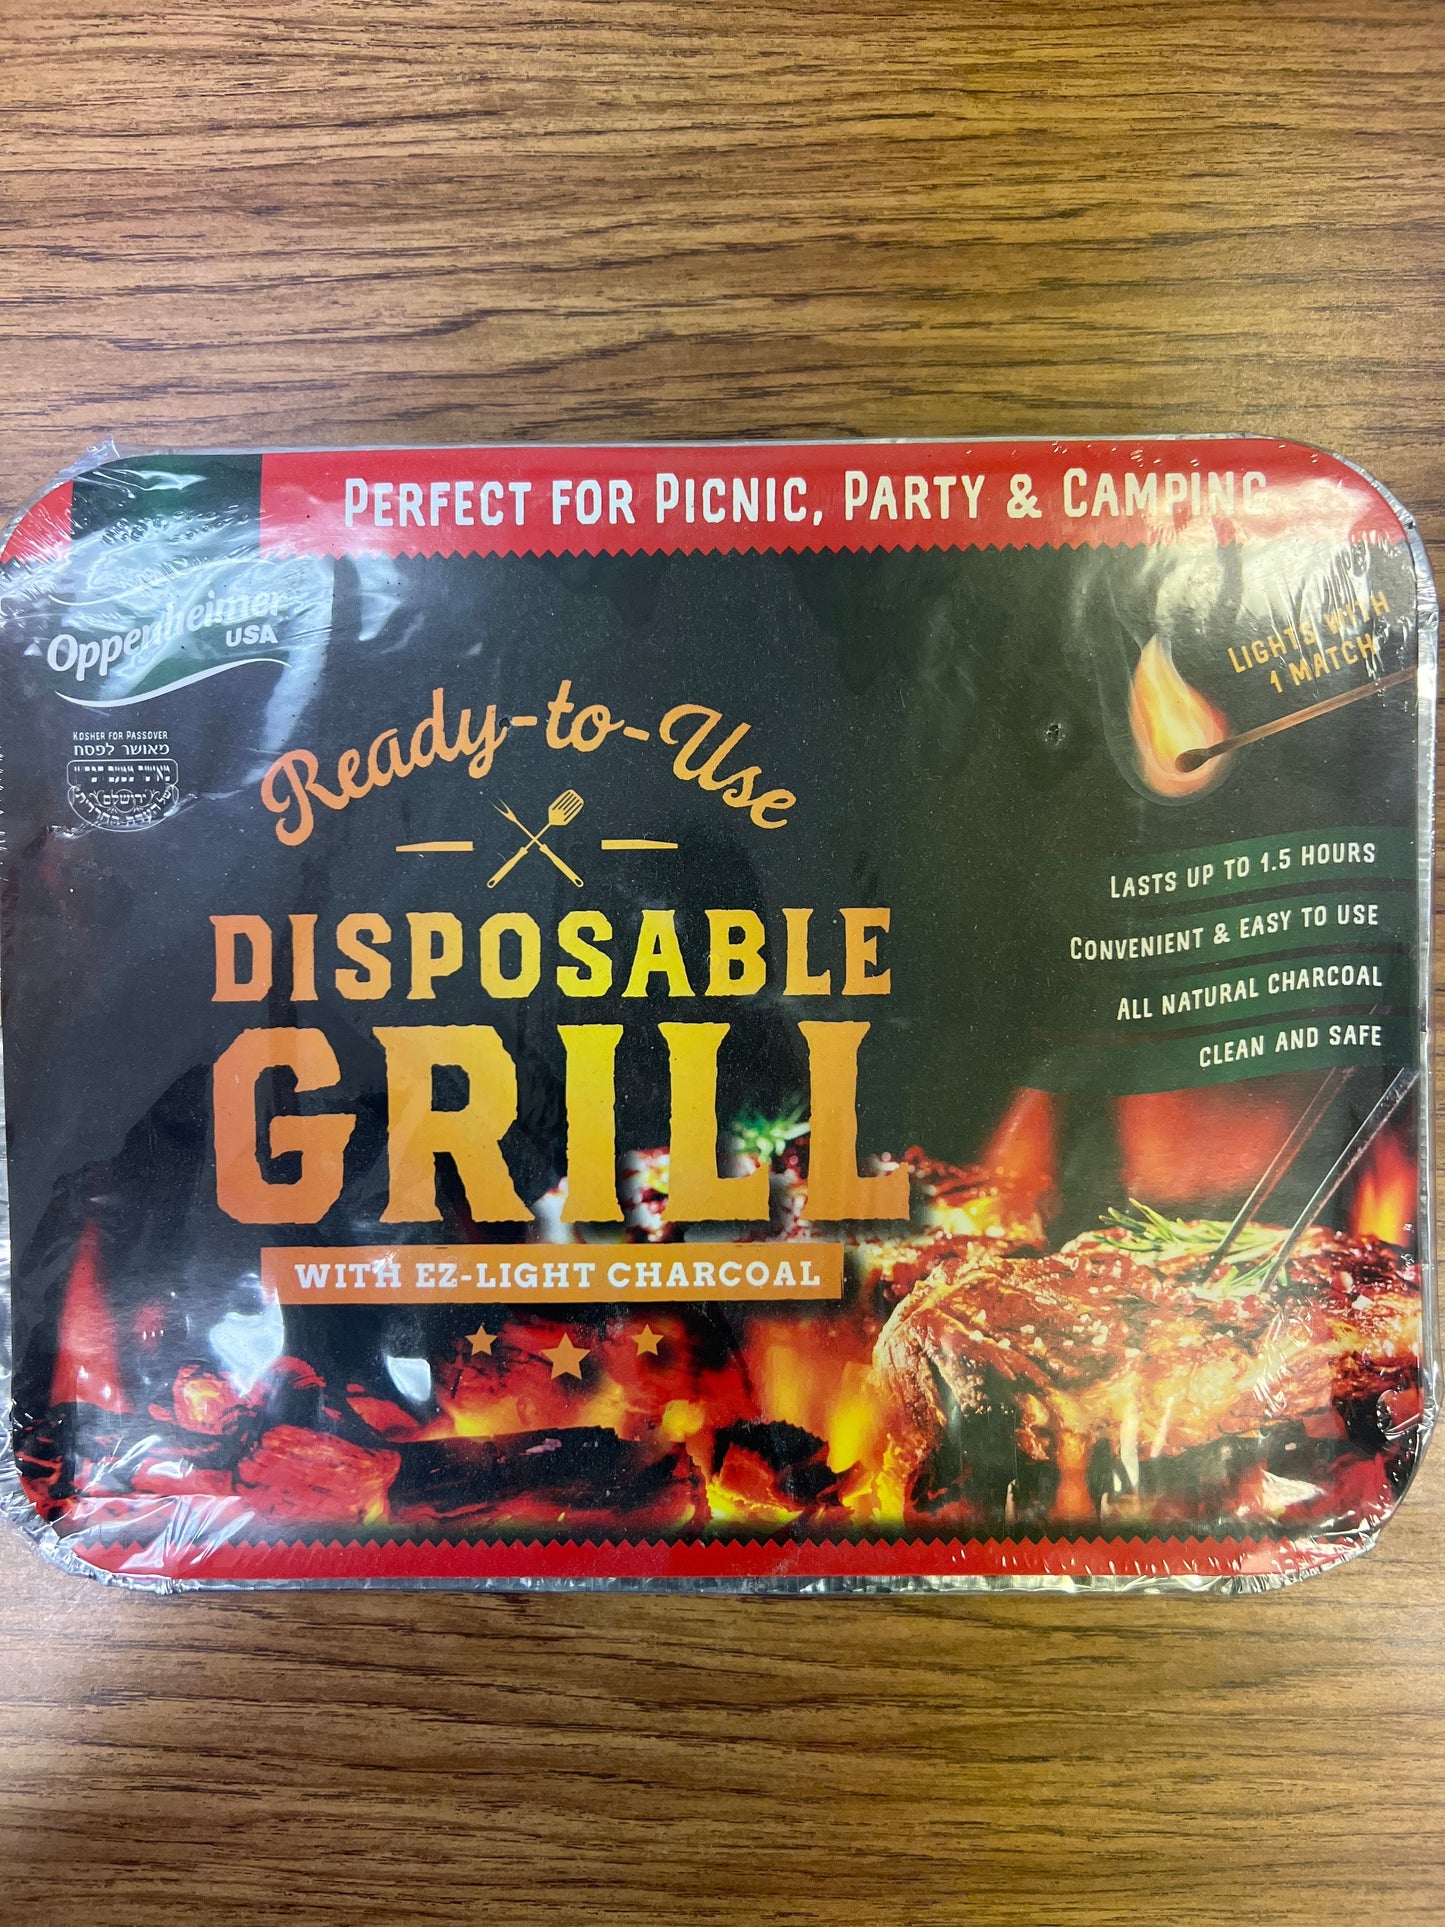 PERFECT FOR PICNIC, PARTY & CAMPING
Oppenheimer
USA
KOSHER FOR PASSOVER
מאושר לפסח
ירושלים
LIGHTS WITH
1 MATCH
Ready-to-Use
DISPOSABLE
GRILL
WITH EZ-LIGHT CHARCOAL
LASTS UP TO 1.5 HOURS
CONVENIENT & EASY TO USE
ALL NATURAL CHARCOAL
CLEAN AND SAFE